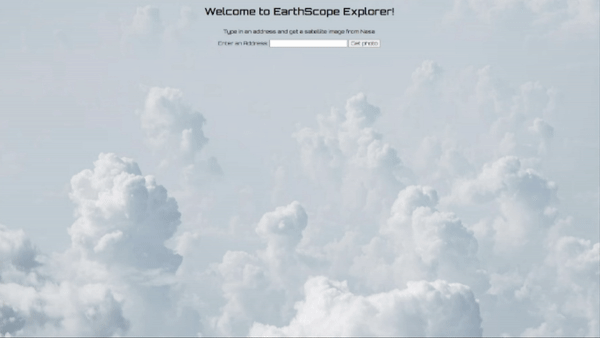 Welcome to EarthScope Explorer!
Type in an address and get a satellite image from Nasa
Enter an Address: Get photo